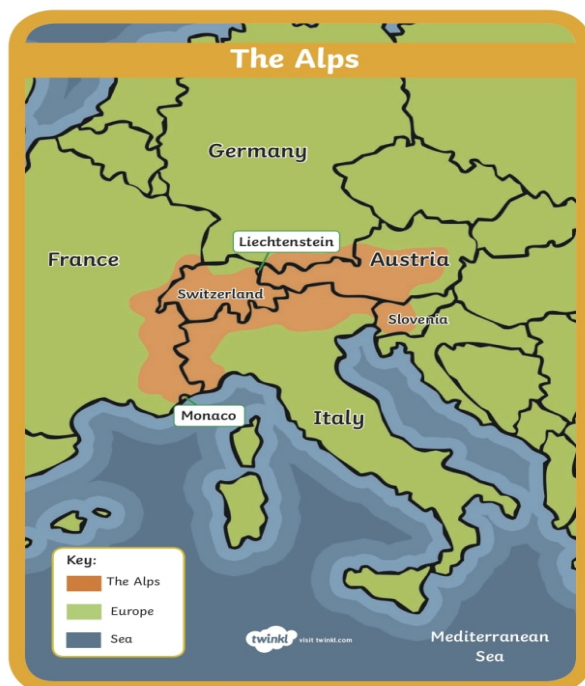 The Alps
Germany
Liechtenstein
France
Austria
Switzerland
Slovenia
Monaco
Italy
Key:
The Alps
Europe
Sea
twinkl visit twinkl.com
Mediterranean
Sea